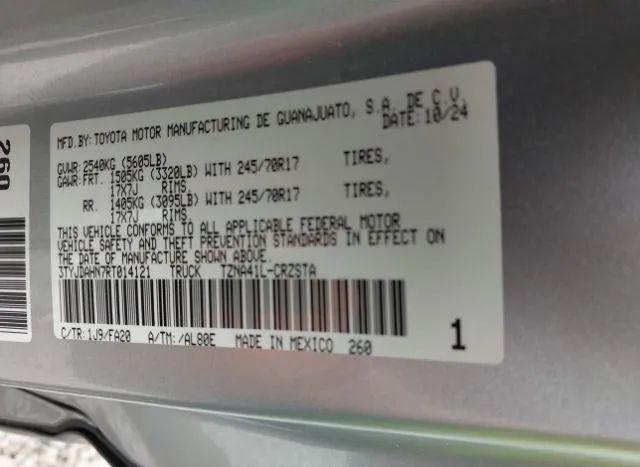 MFD.BY:TOYOTA MOTOR MANUFACTURING DE GUANAJUATO, S.A. DE C.V.
DATE:10/24
GVWR:2540KG (5605LB)
GAWR:FRT. 1505KG (3320LB) WITH 245/70R17 TIRES,
17X7J RIMS,
RR. 1405KG (3095LB) WITH 245/70R17 TIRES,
17X7J RIMS.
THIS VEHICLE CONFORMS TO ALL APPLICABLE FEDERAL MOTOR
VEHICLE SAFETY AND THEFT PREVENTION STANDARDS IN EFFECT ON
THE DATE OF MANUFACTURE SHOWN ABOVE.
3TYJDAHN7RT014121 TRUCK TZNA41L-CRZSTA
C/TR:1J9/FA20 A/TM:/AL80E MADE IN MEXICO 260
1
092